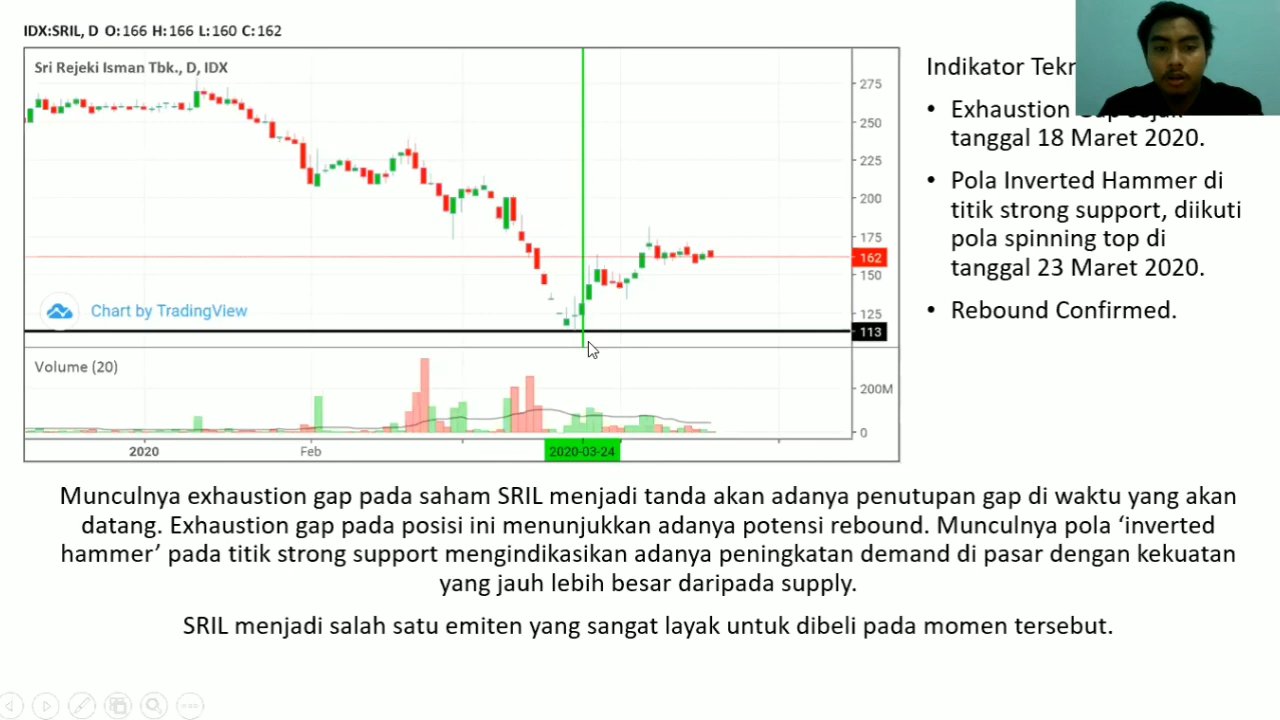 IDX:SRIL, D O:166 H:166 L:160 C:162
Sri Rejeki Isman Tbk., D, IDX
275
250
225
200
175
162
150
125
113
Chart by TradingView
Volume (20)
200M
0
2020
Feb
2020-03-24
Indikator
• Exhaustion
tanggal 18 Maret 2020.
• Pola Inverted Hammer di
titik strong support, diikuti
pola spinning top di
tanggal 23 Maret 2020.
• Rebound Confirmed.
Munculnya exhaustion gap pada saham SRIL menjadi tanda akan adanya penutupan gap di waktu yang akan
datang. Exhaustion gap pada posisi ini menunjukkan adanya potensi rebound. Munculnya pola ‘inverted
hammer’ pada titik strong support mengindikasikan adanya peningkatan demand di pasar dengan kekuatan
yang jauh lebih besar daripada supply.
SRIL menjadi salah satu emiten yang sangat layak untuk dibeli pada momen tersebut.